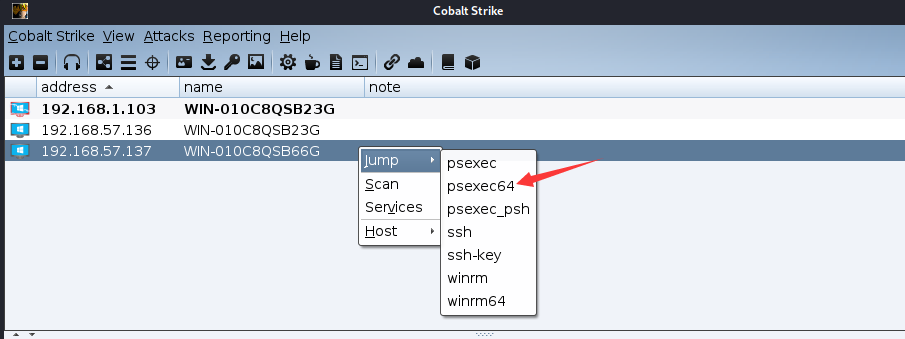 Cobalt Strike
Cobalt Strike View Attacks Reporting Help
address name note
192.168.1.103 WIN-010C8QSB23G
192.168.57.136 WIN-010C8QSB23G
192.168.57.137 WIN-010C8QSB66G
Jump
Scan
Services
Host
psexec
psexec64
psexec_psh
ssh
ssh-key
winrm
winrm64